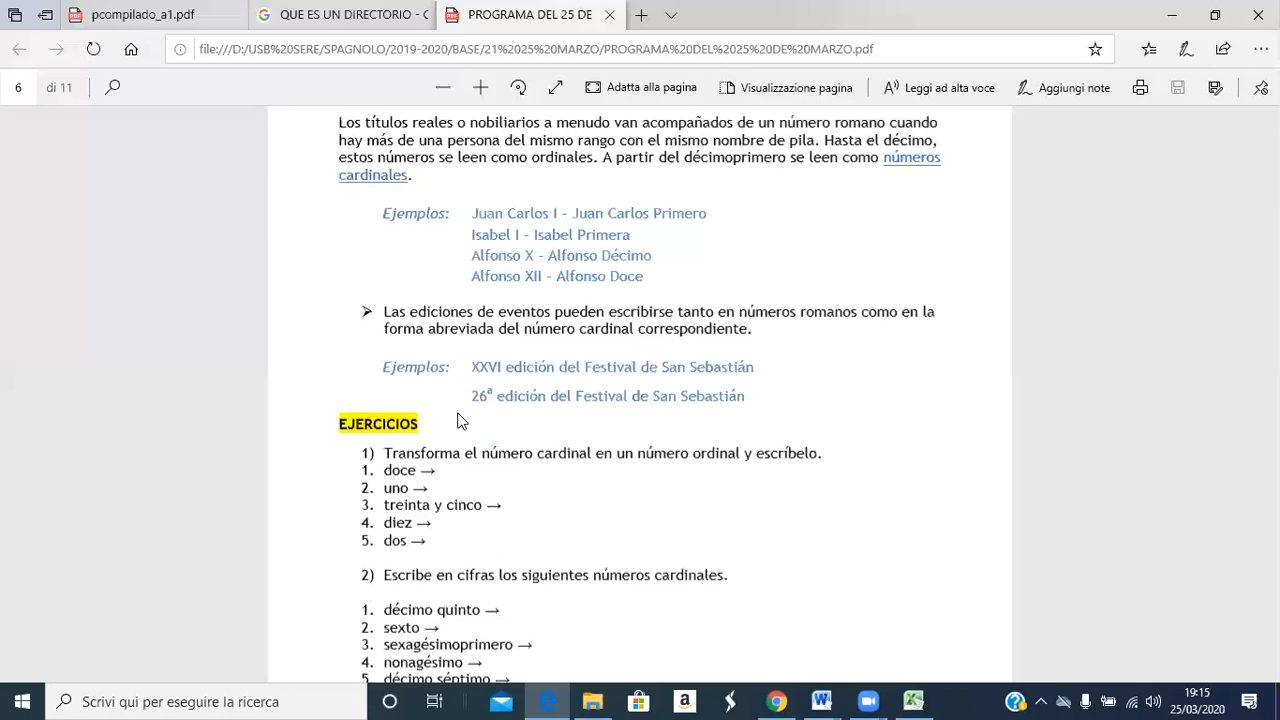 pcompilado_a1.pdf
QUE ES UN DIRECTORIO - G
PROGRAMA DEL 25 DE
file:///D:/USB%20SERE/SPAGNOLO/2019-2020/BASE/21%2025%20MARZO/PROGRAMA%20DEL%2025%20DE%20MARZO.pdf
6 di 11
Adatta alla pagina
Visualizzazione pagina
Leggi ad alta voce
Aggiungi note
Los títulos reales o nobiliarios a menudo van acompañados de un número romano cuando
hay más de una persona del mismo rango con el mismo nombre de pila. Hasta el décimo,
estos números se leen como ordinales. A partir del décimoprimero se leen como números
cardinales.
Ejemplos: Juan Carlos I – Juan Carlos Primero
Isabel I – Isabel Primera
Alfonso X – Alfonso Décimo
Alfonso XII – Alfonso Doce
➢ Las ediciones de eventos pueden escribirse tanto en números romanos como en la
forma abreviada del número cardinal correspondiente.
Ejemplos: XXVI edición del Festival de San Sebastián
26ª edición del Festival de San Sebastián
EJERCICIOS
1) Transforma el número cardinal en un número ordinal y escríbelo.
1. doce →
2. uno →
3. treinta y cinco →
4. diez →
5. dos →
2) Escribe en cifras los siguientes números cardinales.
1. décimo quinto →
2. sexto →
3. sexagésimoprimero →
4. nonagésimo →
5. décimo séptimo →
Scrivi qui per eseguire la ricerca
19:15
25/03/2020